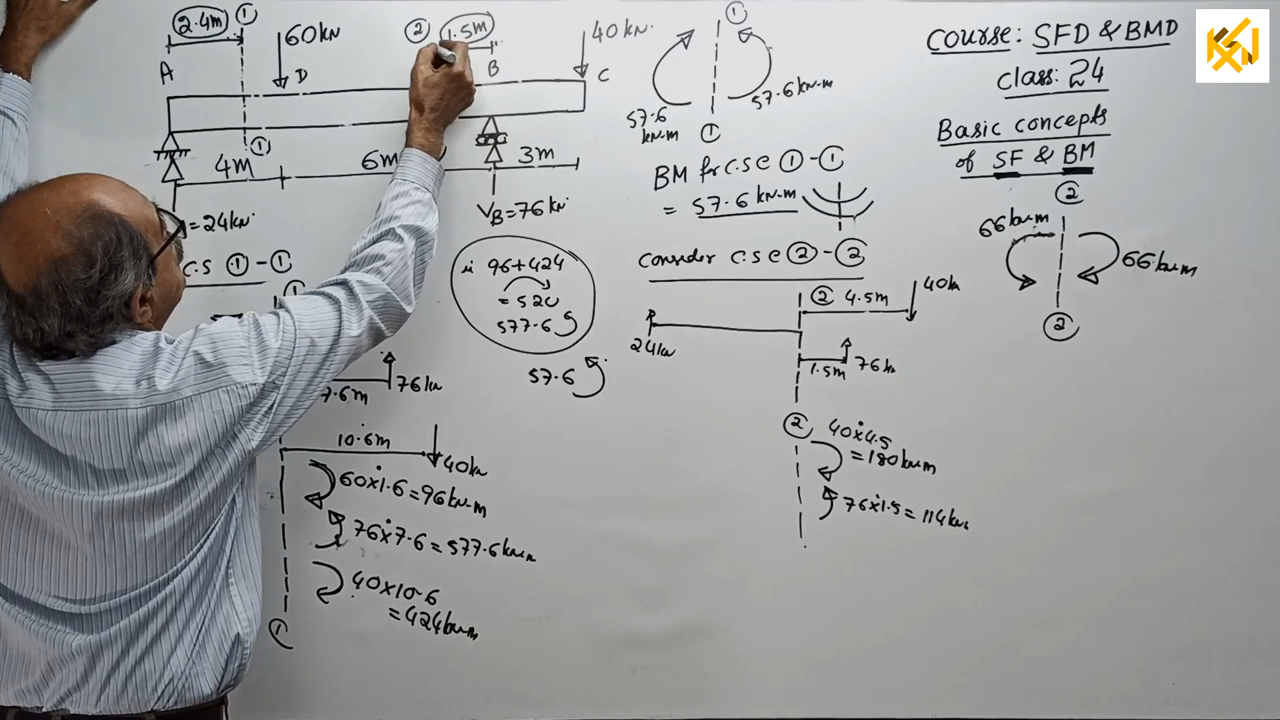 2.4m
①
60KN
②
1.5m
40KN
A
D
B
C
①
4m
6m
3m
=24KN
VB=76KN
C.S ①-①
①
76KN
7.6m
10.6m
40KN
60×1.6=96KN-m
76×7.6=577.6KN-m
40×10.6
=424KN-m
①
96+424
=520
577.6
57.6
①
57.6
KN-m
57.6KN-m
①
BM for C.S @ ①-①
= 57.6 KN-m
consider C.S @ ②-②
②
4.5m
40KN
24KN
1.5m
76KN
②
40×4.5
=180KN-m
76×1.5=114KN
COURSE: SFD & BMD
class: 24
Basic concepts
of SF & BM
②
66KN-m
66KN-m
②